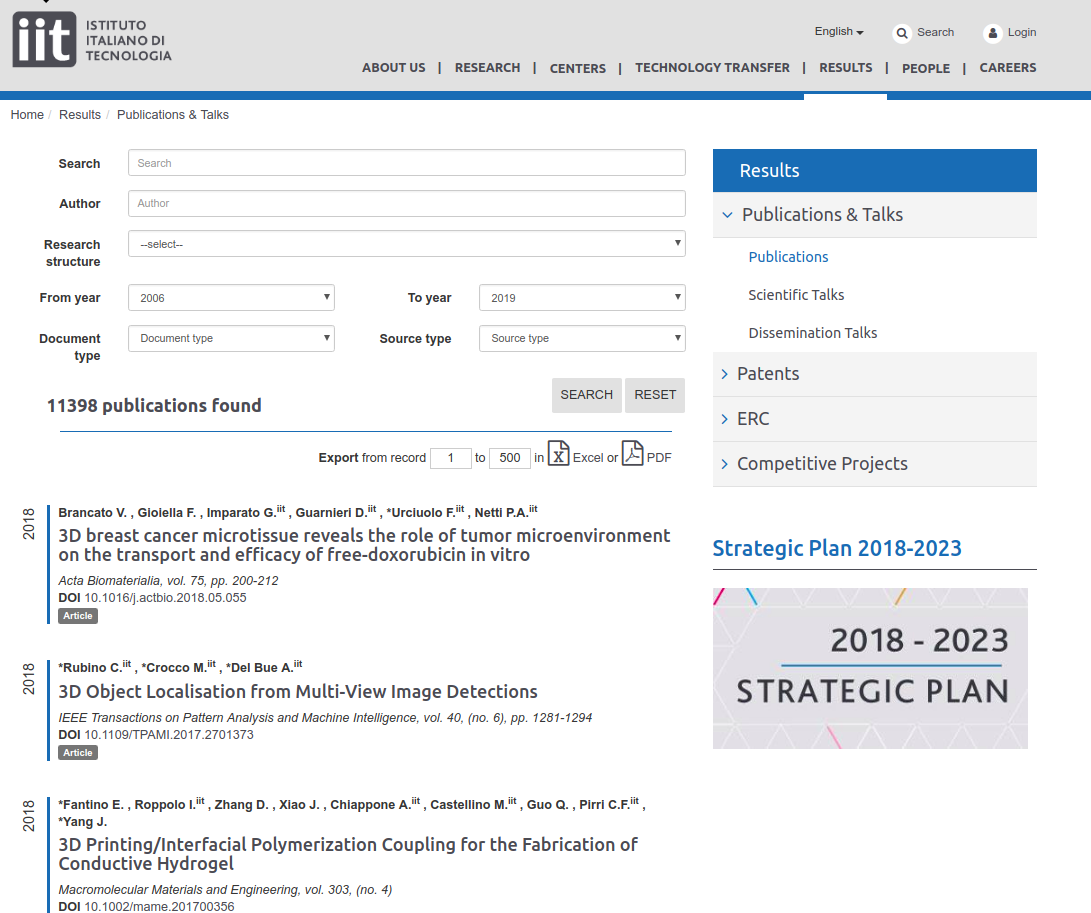 iit
ISTITUTO
ITALIANO DI
TECNOLOGIA
English
Search
Login
ABOUT US | RESEARCH | CENTERS | TECHNOLOGY TRANSFER | RESULTS | PEOPLE | CAREERS
Home / Results / Publications & Talks
Search
Search
Author
Author
Research structure
--select--
From year
2006
To year
2019
Document type
Document type
Source type
Source type
SEARCH
RESET
11398 publications found
Export from record 1 to 500 in X Excel or PDF
2018
Brancato V. , Gioiella F. , Imparato G.iit , Guarnieri D.iit , *Urciuolo F.iit , Netti P.A.iit
3D breast cancer microtissue reveals the role of tumor microenvironment
on the transport and efficacy of free-doxorubicin in vitro
Acta Biomaterialia, vol. 75, pp. 200-212
DOI 10.1016/j.actbio.2018.05.055
Article
2018
*Rubino C.iit , *Crocco M.iit , *Del Bue A.iit
3D Object Localisation from Multi-View Image Detections
IEEE Transactions on Pattern Analysis and Machine Intelligence, vol. 40, (no. 6), pp. 1281-1294
DOI 10.1109/TPAMI.2017.2701373
Article
2018
*Fantino E. , Roppolo I.iit , Zhang D. , Xiao J. , Chiappone A.iit , Castellino M.iit , Guo Q. , Pirri C.F.iit ,
*Yang J.
3D Printing/Interfacial Polymerization Coupling for the Fabrication of
Conductive Hydrogel
Macromolecular Materials and Engineering, vol. 303, (no. 4)
DOI 10.1002/mame.201700356
Results
Publications & Talks
Publications
Scientific Talks
Dissemination Talks
Patents
ERC
Competitive Projects
Strategic Plan 2018-2023
2018 - 2023
STRATEGIC PLAN